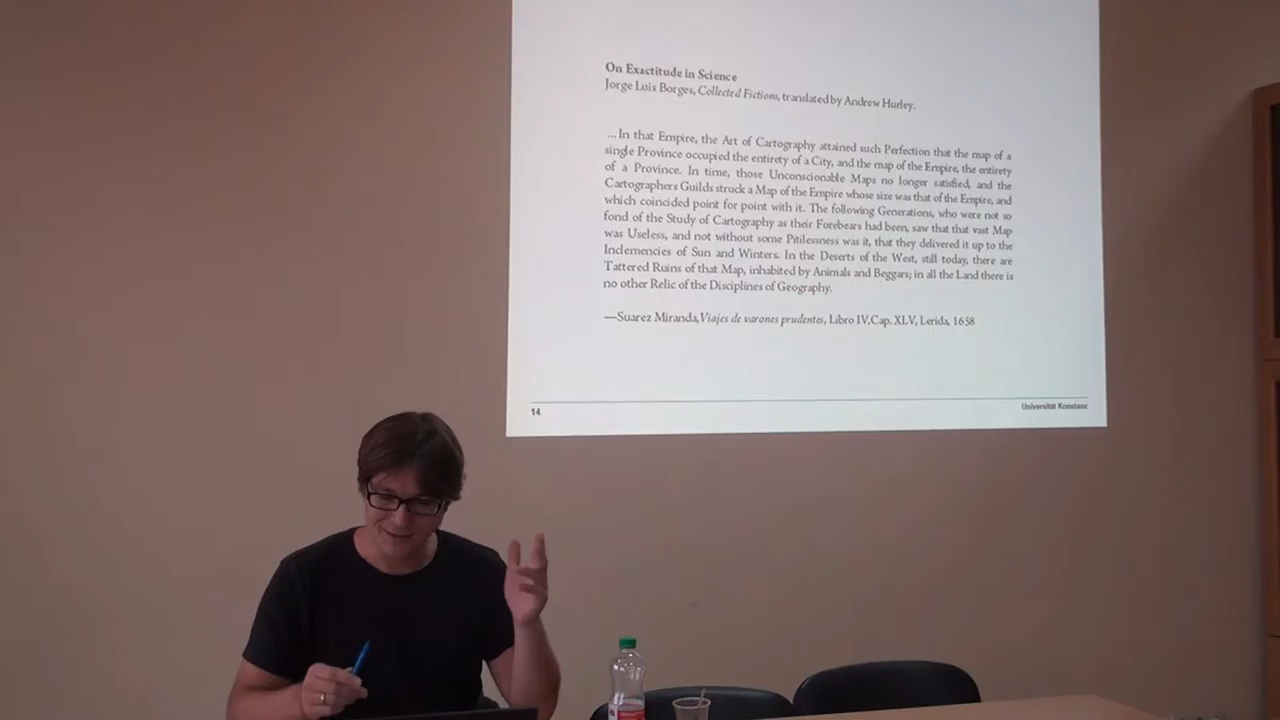 On Exactitude in Science
Jorge Luis Borges, Collected Fictions, translated by Andrew Hurley.
...In that Empire, the Art of Cartography attained such Perfection that the map of a
single Province occupied the entirety of a City, and the map of the Empire, the entirety
of a Province. In time, those Unconscionable Maps no longer satisfied, and the
Cartographers Guilds struck a Map of the Empire whose size was that of the Empire, and
which coincided point for point with it. The following Generations, who were not so
fond of the Study of Cartography as their Forebears had been, saw that that vast Map
was Useless, and not without some Pitilessness was it, that they delivered it up to the
Inclemencies of Sun and Winters. In the Deserts of the West, still today, there are
Tattered Ruins of that Map, inhabited by Animals and Beggars; in all the Land there is
no other Relic of the Disciplines of Geography.
—Suarez Miranda,Viajes de varones prudentes, Libro IV,Cap. XLV, Lerida, 1658
14
Universität Konstanz